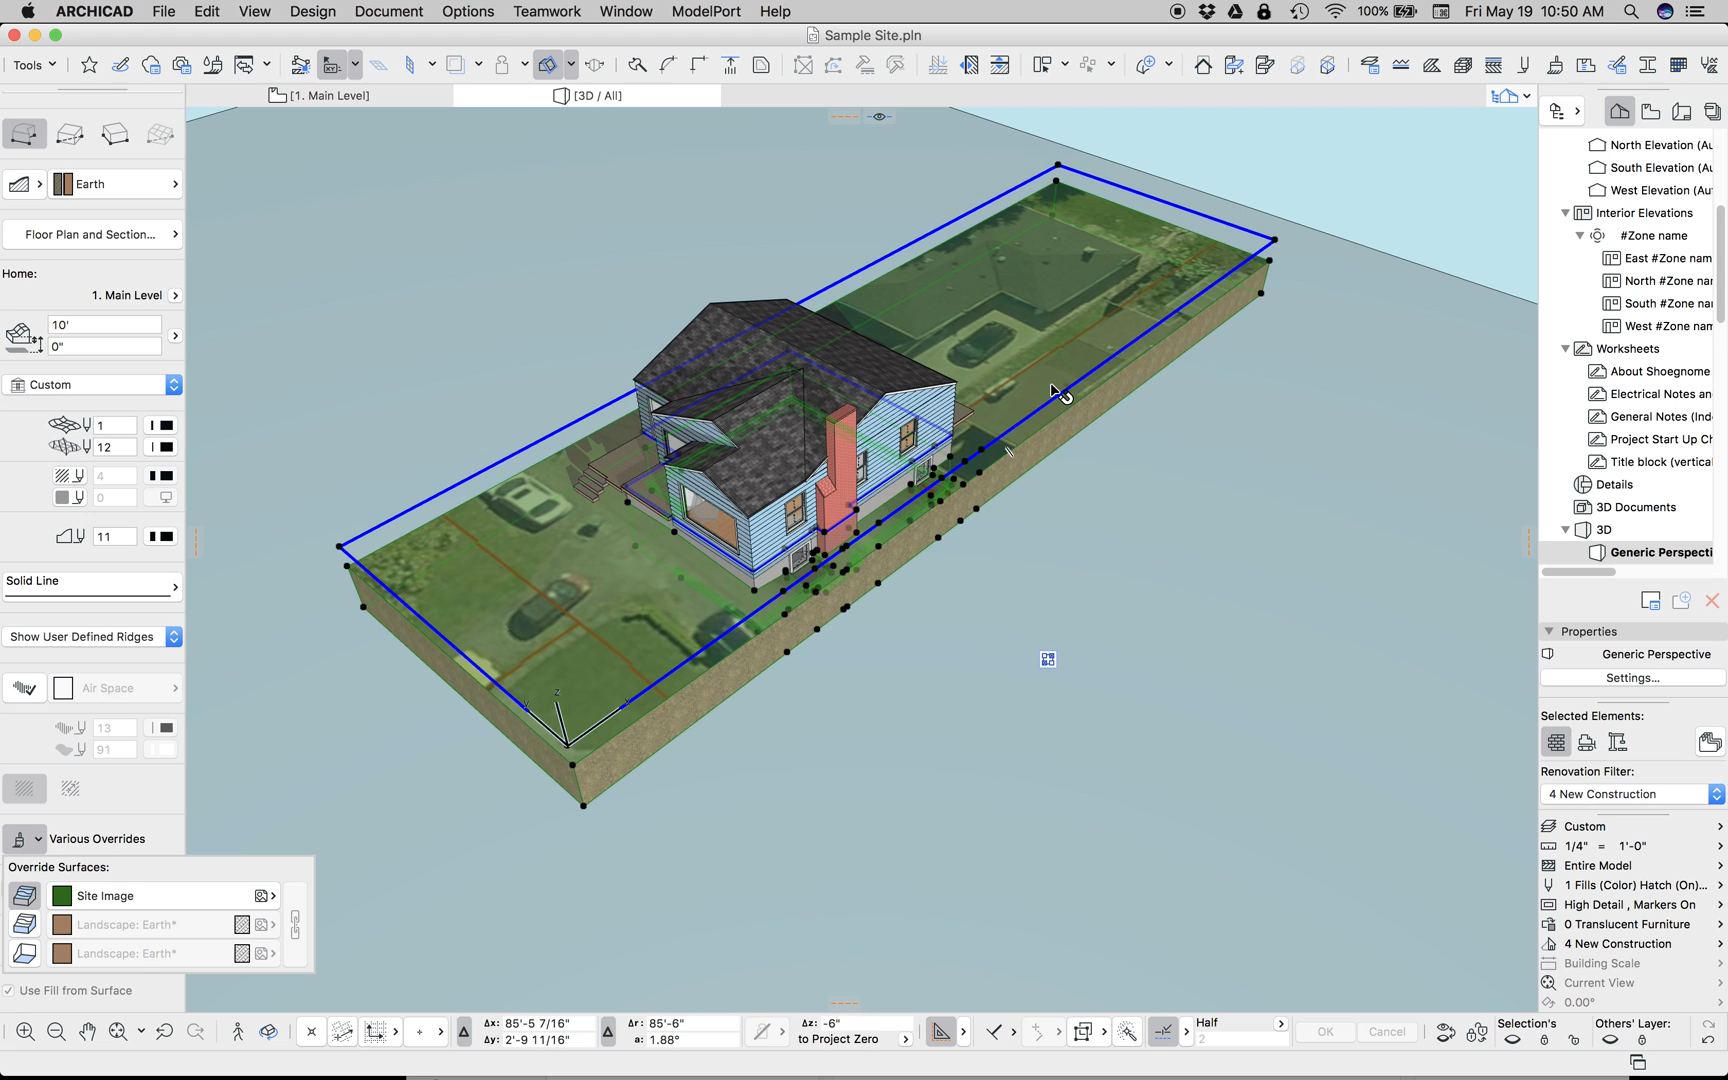 ARCHICAD File Edit View Design Document Options Teamwork Window ModelPort Help
100% Fri May 19 10:50 AM
Sample Site.pln
Tools
[1. Main Level]
[3D / All]
Earth
Floor Plan and Section...
Home:
1. Main Level
10'
0"
Custom
1
12
4
0
11
Solid Line
Show User Defined Ridges
Air Space
13
91
Various Overrides
Override Surfaces:
Site Image
Landscape: Earth*
Landscape: Earth*
Use Fill from Surface
z
North Elevation (Au
South Elevation (Au
West Elevation (Au
Interior Elevations
#Zone name
East #Zone nam
North #Zone nar
South #Zone nar
West #Zone nam
Worksheets
About Shoegnome
Electrical Notes an
General Notes (Ind
Project Start Up Ch
Title block (vertical
Details
3D Documents
3D
Generic Perspecti
Properties
Generic Perspective
Settings...
Selected Elements:
Renovation Filter:
4 New Construction
Custom
1/4" = 1'-0"
Entire Model
1 Fills (Color) Hatch (On)...
High Detail , Markers On
0 Translucent Furniture
4 New Construction
Building Scale
Current View
0.00°
Δx: 85'-5 7/16"
Δy: 2'-9 11/16"
Δr: 85'-6"
a: 1.88°
Δz: -6"
to Project Zero
Half
2
OK
Cancel
Selection's
Others' Layer: